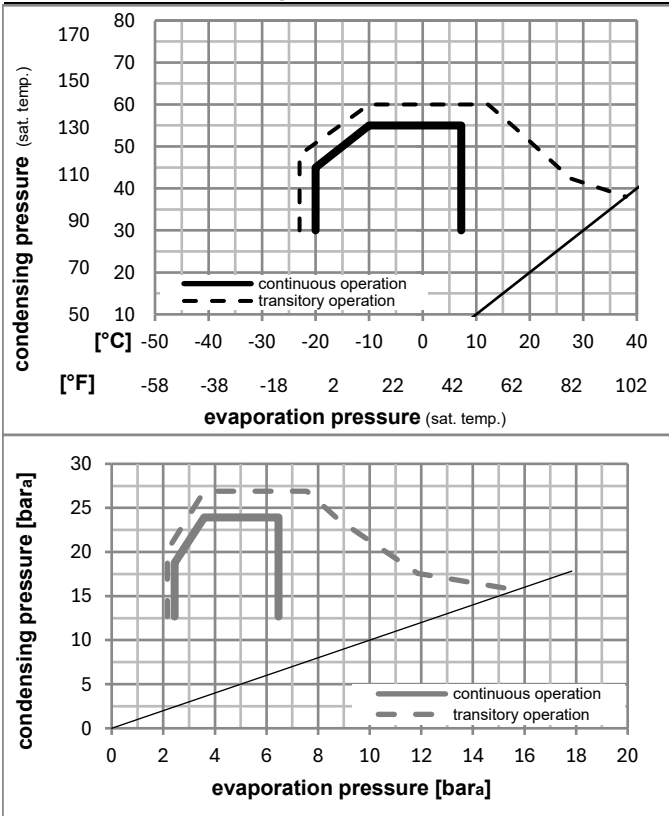 condensing pressure (sat. temp.)
170 80
150 70
60
130 50
110 40
90 30
70 20
50 10
continuous operation
transitory operation
[°C] -50 -40 -30 -20 -10 0 10 20 30 40
[°F] -58 -38 -18 2 22 42 62 82 102
evaporation pressure (sat. temp.)
condensing pressure [bara]
30
25
20
15
10
5
0
continuous operation
transitory operation
0 2 4 6 8 10 12 14 16 18 20
evaporation pressure [bara]